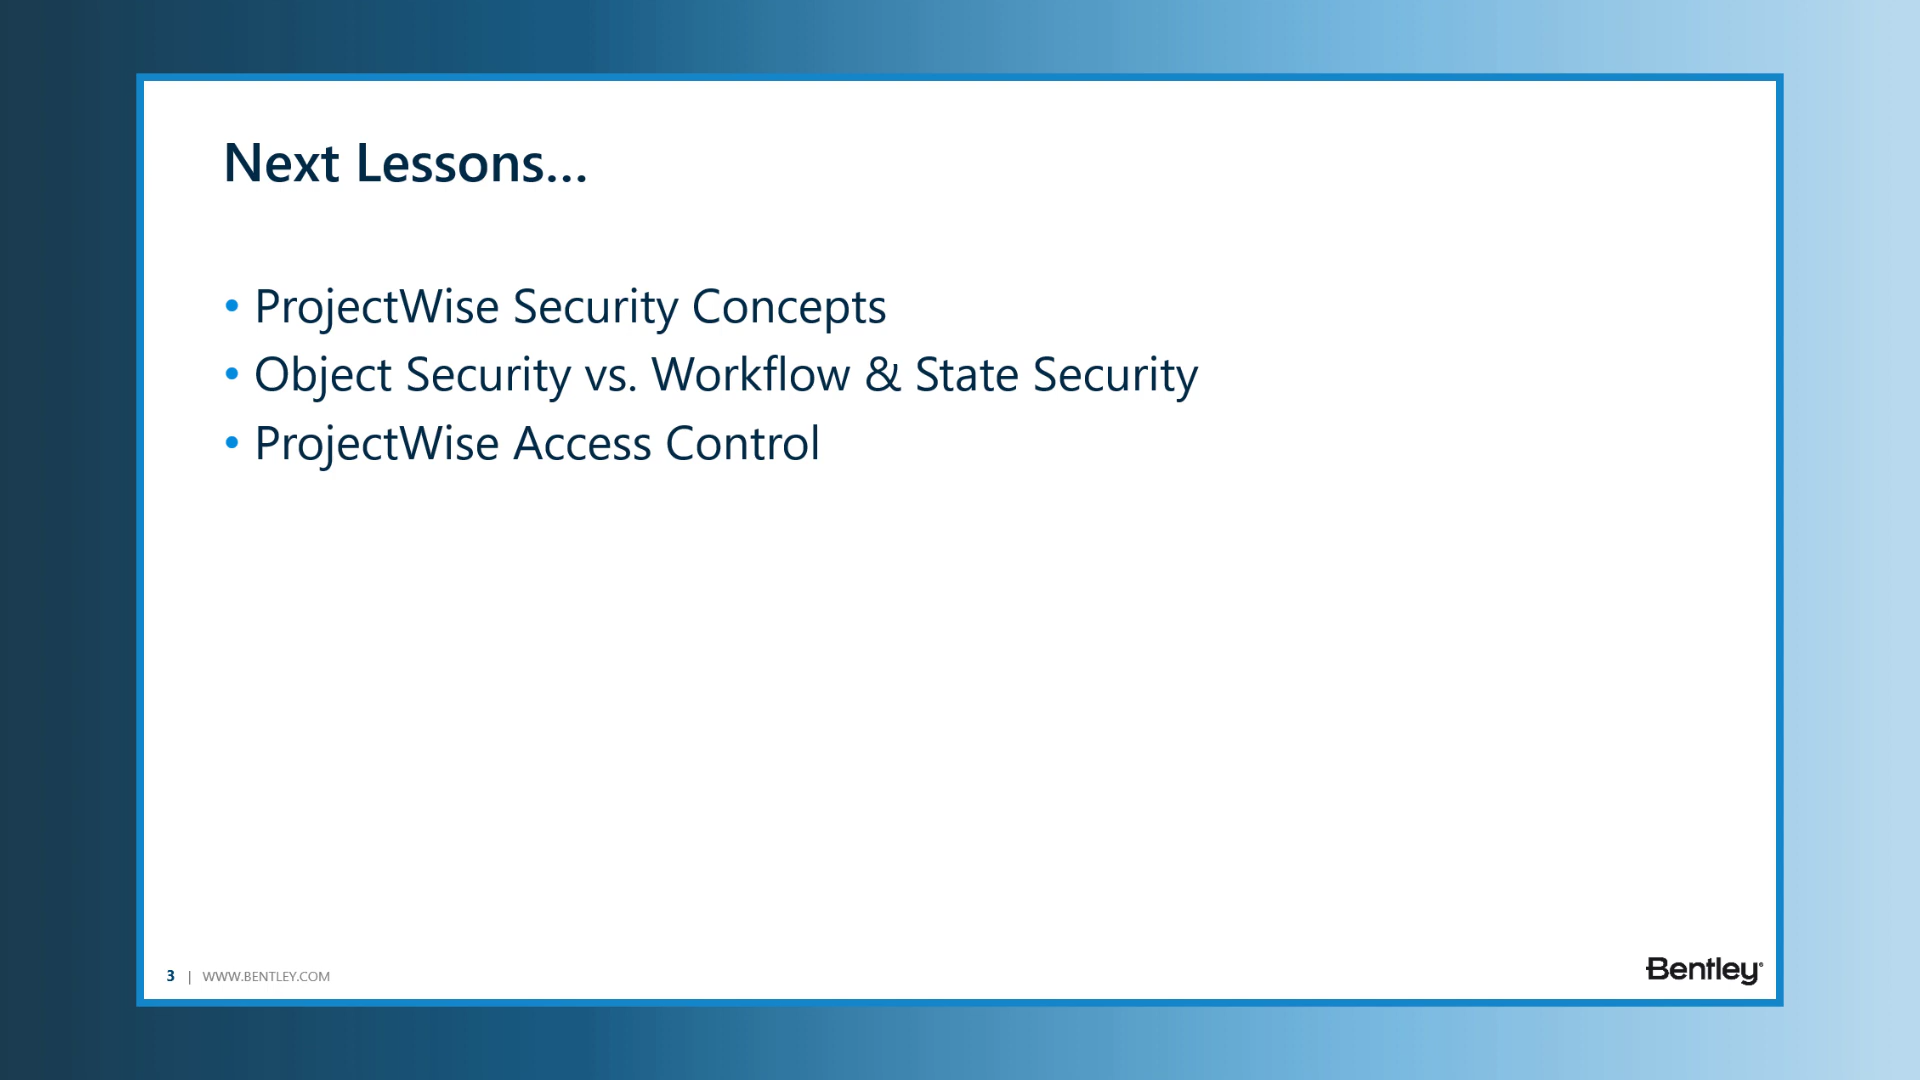 Next Lessons...
• ProjectWise Security Concepts
• Object Security vs. Workflow & State Security
• ProjectWise Access Control
3 | WWW.BENTLEY.COM
Bentley®